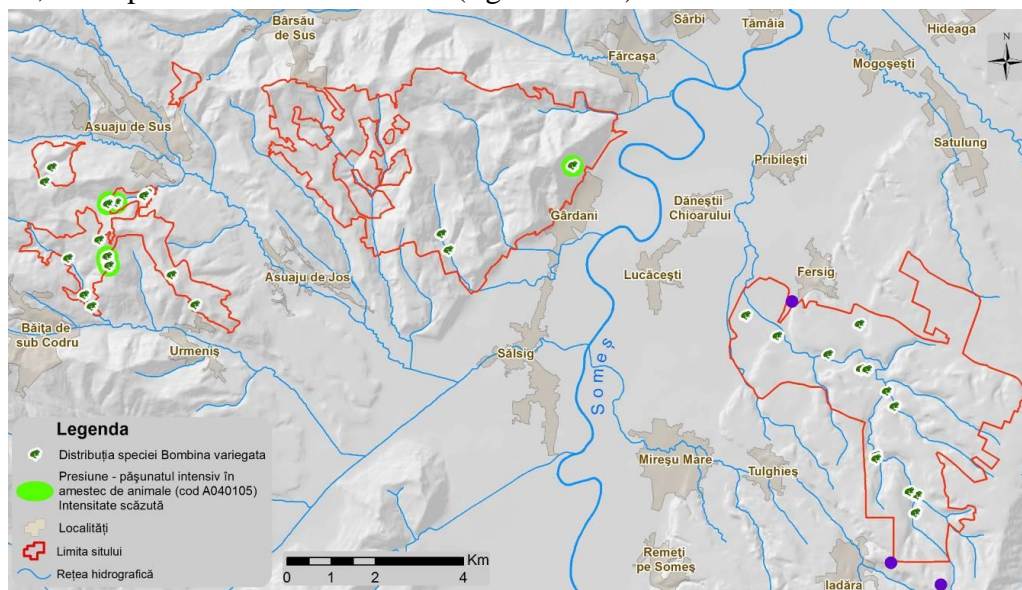 Bârsău
de Sus
Sârbi
Tămâia
Hideaga
Fărcașa
Mogoșești
N
Asuaju de Sus
Satulung
Pribilești
Gârdani
Dăneștii
Chioarului
Asuaju de Jos
Lucăcești
Fersig
Băița de
sub Codru
Urmeniș
Sălsig
Someș
Mireșu Mare
Tulghieș
Remeți
pe Someș
Iadăra
Legenda
Distribuția speciei Bombina variegata
Presiune - pășunatul intensiv în
amestec de animale (cod A040105)
Intensitate scăzută
Localități
Limita sitului
Rețea hidrografică
Km
0 1 2 4